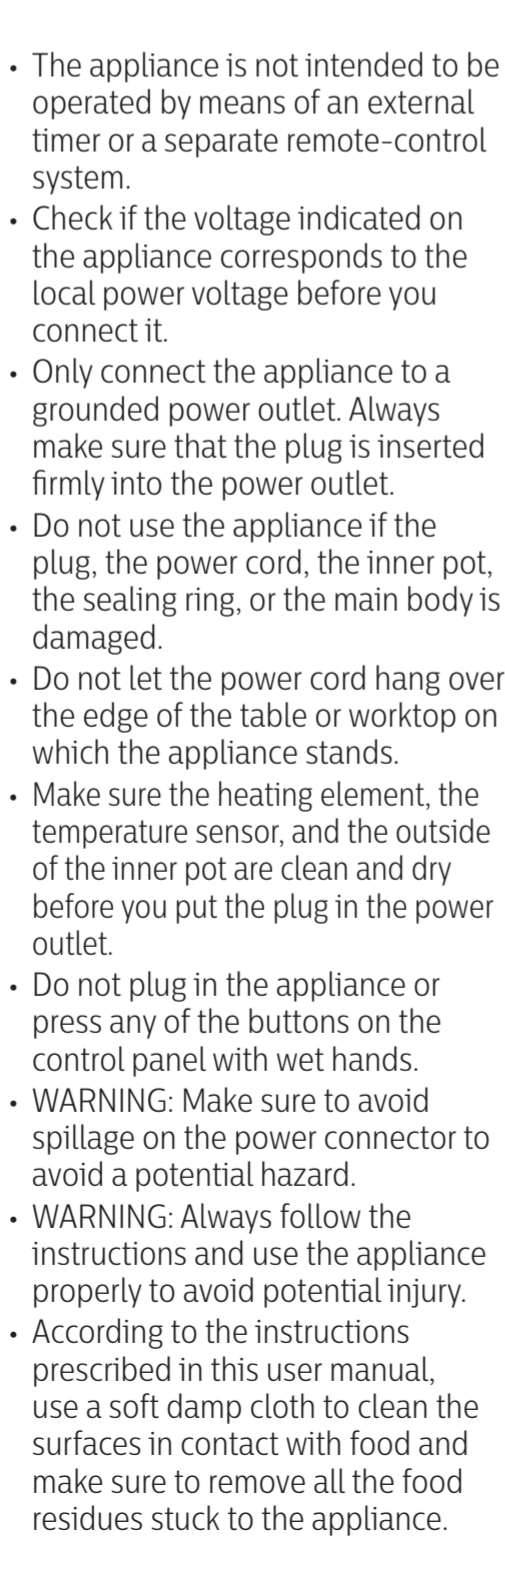 • The appliance is not intended to be
operated by means of an external
timer or a separate remote-control
system.
• Check if the voltage indicated on
the appliance corresponds to the
local power voltage before you
connect it.
• Only connect the appliance to a
grounded power outlet. Always
make sure that the plug is inserted
firmly into the power outlet.
• Do not use the appliance if the
plug, the power cord, the inner pot,
the sealing ring, or the main body is
damaged.
• Do not let the power cord hang over
the edge of the table or worktop on
which the appliance stands.
• Make sure the heating element, the
temperature sensor, and the outside
of the inner pot are clean and dry
before you put the plug in the power
outlet.
• Do not plug in the appliance or
press any of the buttons on the
control panel with wet hands.
• WARNING: Make sure to avoid
spillage on the power connector to
avoid a potential hazard.
• WARNING: Always follow the
instructions and use the appliance
properly to avoid potential injury.
• According to the instructions
prescribed in this user manual,
use a soft damp cloth to clean the
surfaces in contact with food and
make sure to remove all the food
residues stuck to the appliance.